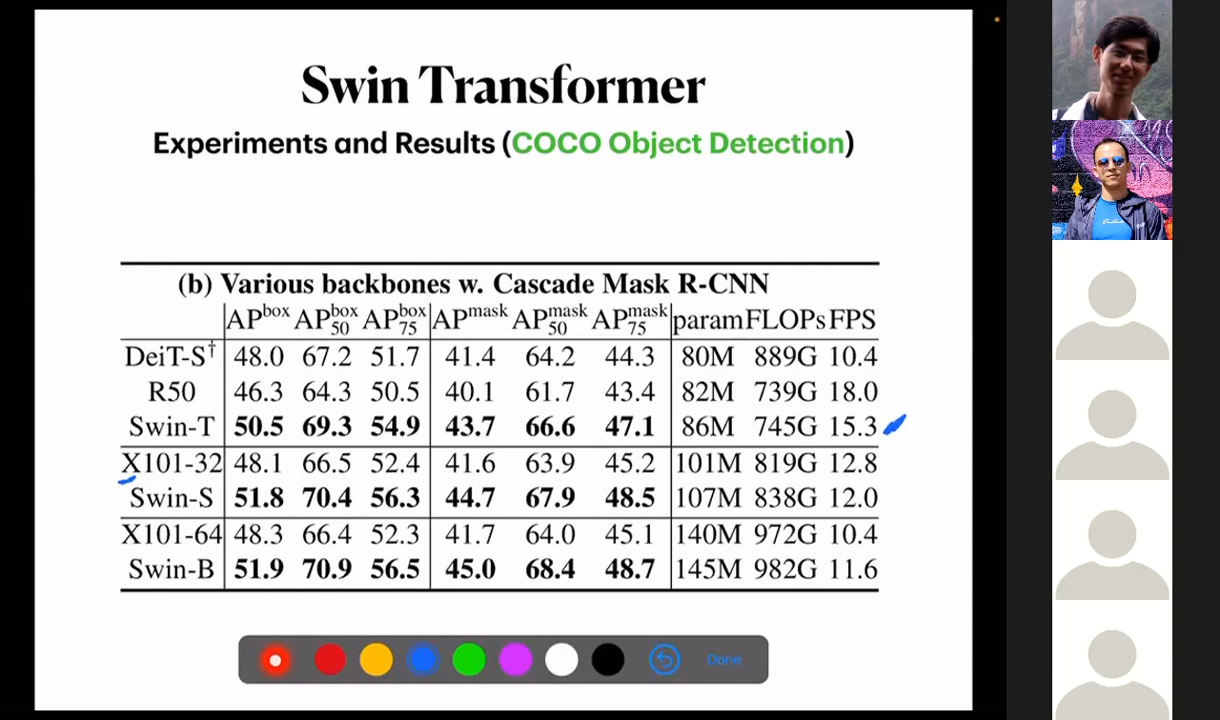 Swin Transformer
Experiments and Results (COCO Object Detection)
(b) Various backbones w. Cascade Mask R-CNN
AP^box AP^box_50 AP^box_75 AP^mask AP^mask_50 AP^mask_75 param FLOPs FPS
DeiT-S† 48.0 67.2 51.7 41.4 64.2 44.3 80M 889G 10.4
R50 46.3 64.3 50.5 40.1 61.7 43.4 82M 739G 18.0
Swin-T 50.5 69.3 54.9 43.7 66.6 47.1 86M 745G 15.3
X101-32 48.1 66.5 52.4 41.6 63.9 45.2 101M 819G 12.8
Swin-S 51.8 70.4 56.3 44.7 67.9 48.5 107M 838G 12.0
X101-64 48.3 66.4 52.3 41.7 64.0 45.1 140M 972G 10.4
Swin-B 51.9 70.9 56.5 45.0 68.4 48.7 145M 982G 11.6
Done